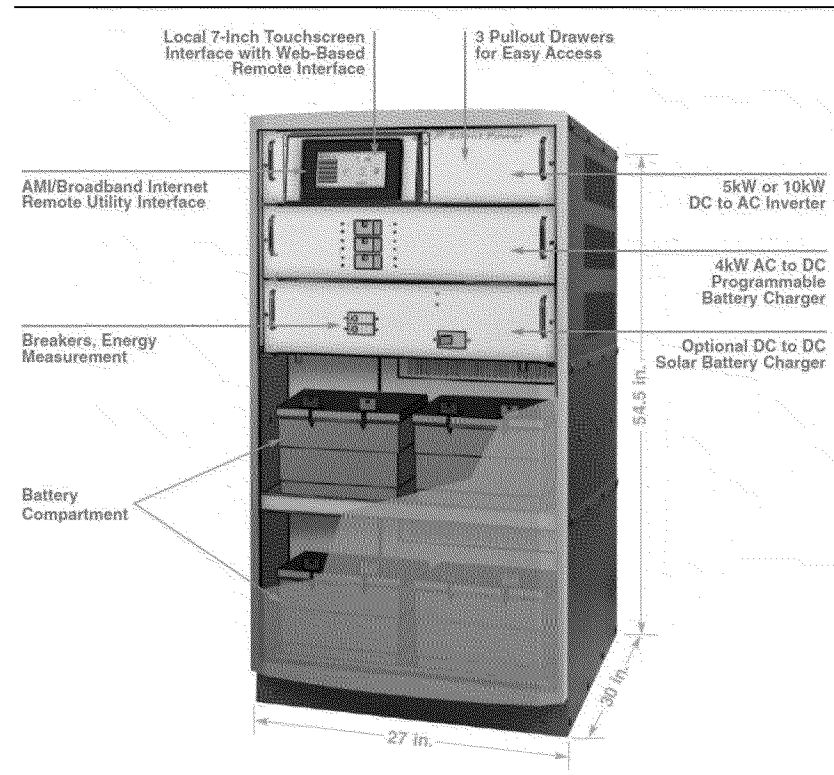 Local 7-Inch Touchscreen
Interface with Web-Based
Remote Interface
3 Pullout Drawers
for Easy Access
AMI/Broadband Internet
Remote Utility Interface
5kW or 10kW
DC to AC Inverter
4kW AC to DC
Programmable
Battery Charger
Breakers, Energy
Measurement
Optional DC to DC
Solar Battery Charger
54.5 in.
Battery
Compartment
30 in.
27 in.